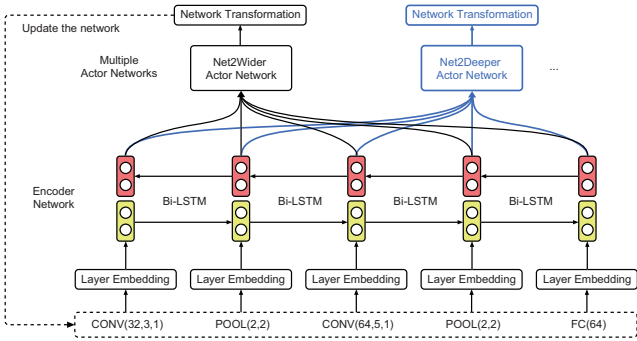 Network Transformation
Network Transformation
Update the network
Multiple
Actor Networks
Net2Wider
Actor Network
Net2Deeper
Actor Network
...
Encoder
Network
Bi-LSTM
Bi-LSTM
Bi-LSTM
Bi-LSTM
Layer Embedding
Layer Embedding
Layer Embedding
Layer Embedding
Layer Embedding
CONV(32,3,1)
POOL(2,2)
CONV(64,5,1)
POOL(2,2)
FC(64)